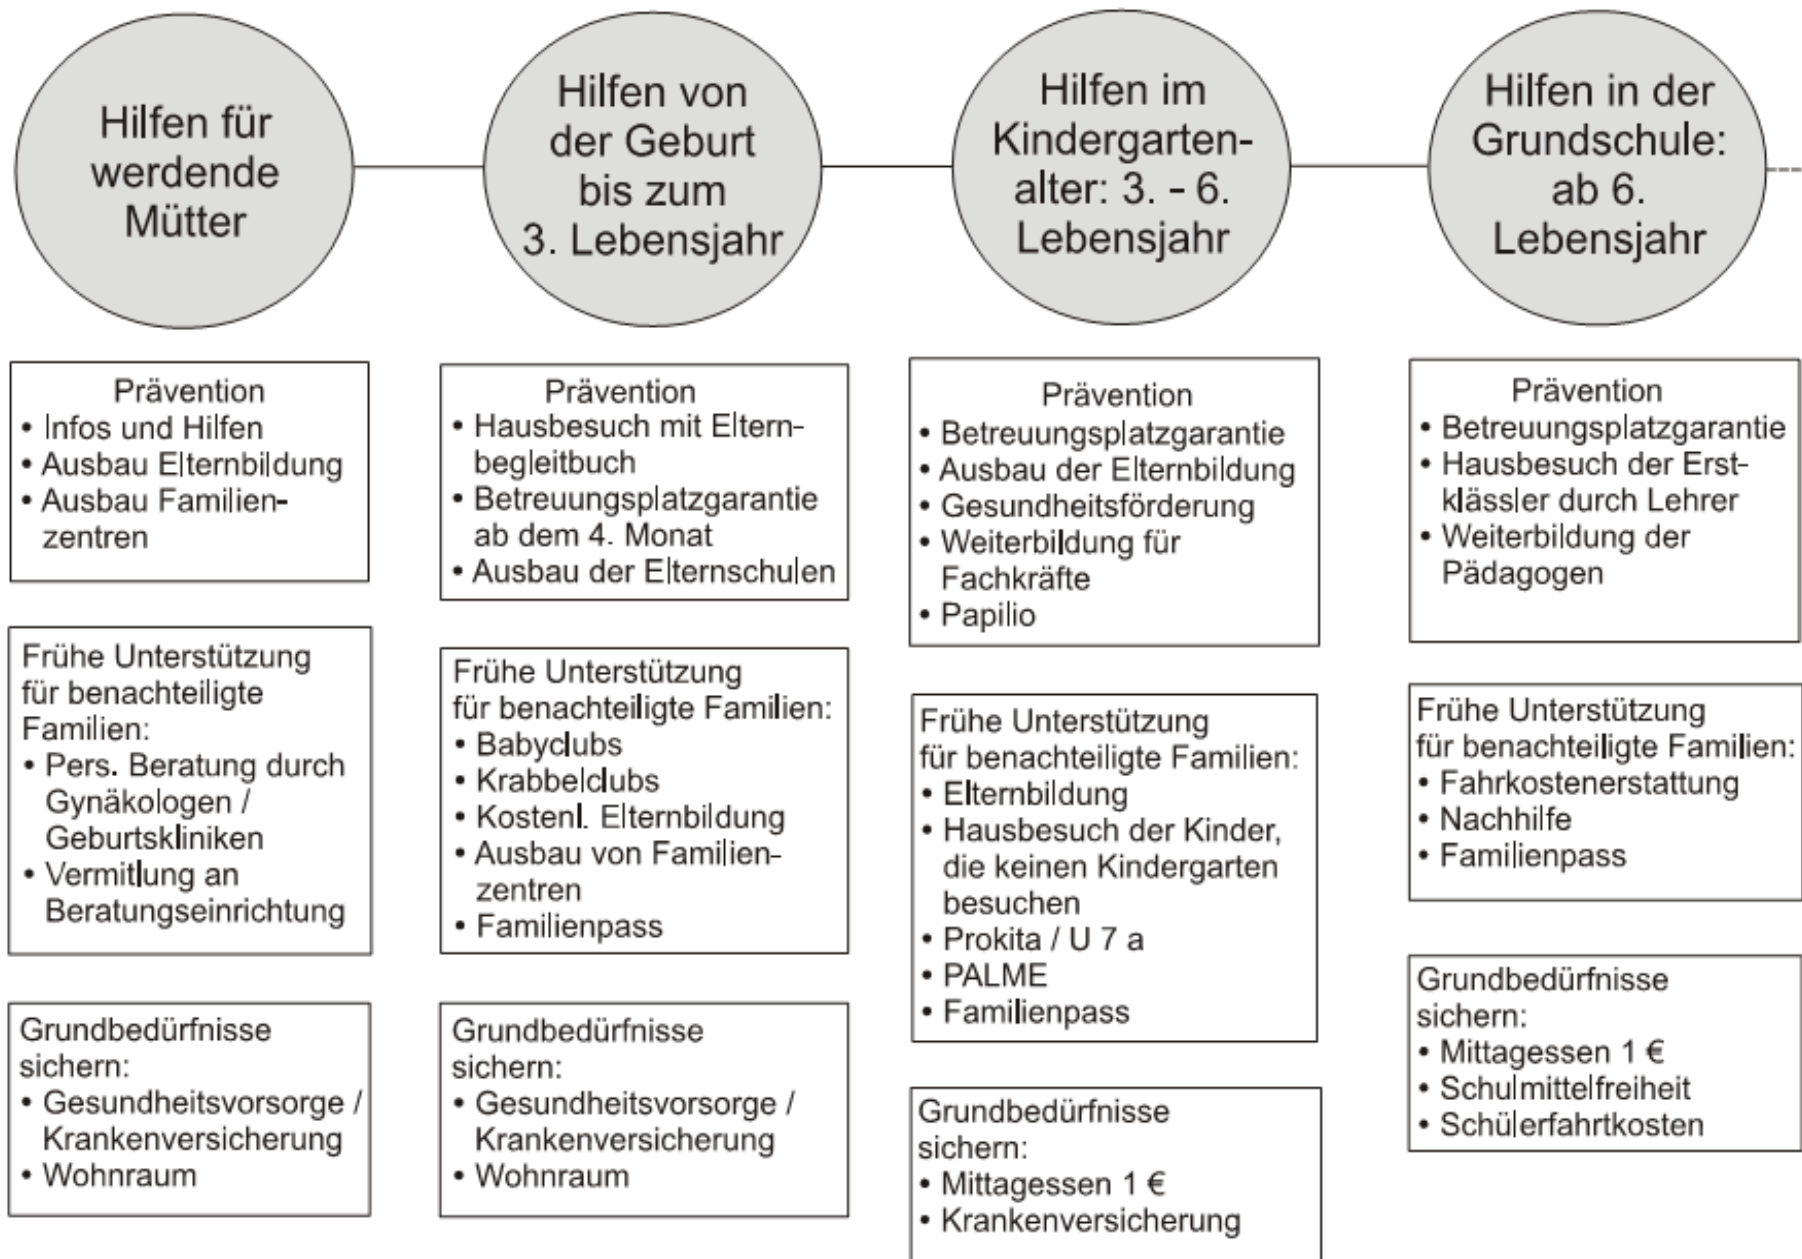 Hilfen für
werdende
Mütter
Hilfen von
der Geburt
bis zum
3. Lebensjahr
Hilfen im
Kindergarten-
alter: 3. - 6.
Lebensjahr
Hilfen in der
Grundschule:
ab 6.
Lebensjahr
Prävention
• Infos und Hilfen
• Ausbau Elternbildung
• Ausbau Familien-
zentren
Frühe Unterstützung
für benachteiligte
Familien:
• Pers. Beratung durch
Gynäkologen /
Geburtskliniken
• Vermitlung an
Beratungseinrichtung
Grundbedürfnisse
sichern:
• Gesundheitsvorsorge /
Krankenversicherung
• Wohnraum
Prävention
• Hausbesuch mit Eltern-
begleitbuch
• Betreuungsplatzgarantie
ab dem 4. Monat
• Ausbau der Elternschulen
Frühe Unterstützung
für benachteiligte Familien:
• Babyclubs
• Krabbelclubs
• Kostenl. Elternbildung
• Ausbau von Familien-
zentren
• Familienpass
Grundbedürfnisse
sichern:
• Gesundheitsvorsorge /
Krankenversicherung
• Wohnraum
Prävention
• Betreuungsplatzgarantie
• Ausbau der Elternbildung
• Gesundheitsförderung
• Weiterbildung für
Fachkräfte
• Papilio
Frühe Unterstützung
für benachteiligte Familien:
• Elternbildung
• Hausbesuch der Kinder,
die keinen Kindergarten
besuchen
• Prokita / U 7 a
• PALME
• Familienpass
Grundbedürfnisse
sichern:
• Mittagessen 1 €
• Krankenversicherung
Prävention
• Betreuungsplatzgarantie
• Hausbesuch der Erst-
klässler durch Lehrer
• Weiterbildung der
Pädagogen
Frühe Unterstützung
für benachteiligte Familien:
• Fahrkostenerstattung
• Nachhilfe
• Familienpass
Grundbedürfnisse
sichern:
• Mittagessen 1 €
• Schulmittelfreiheit
• Schülerfahrtkosten